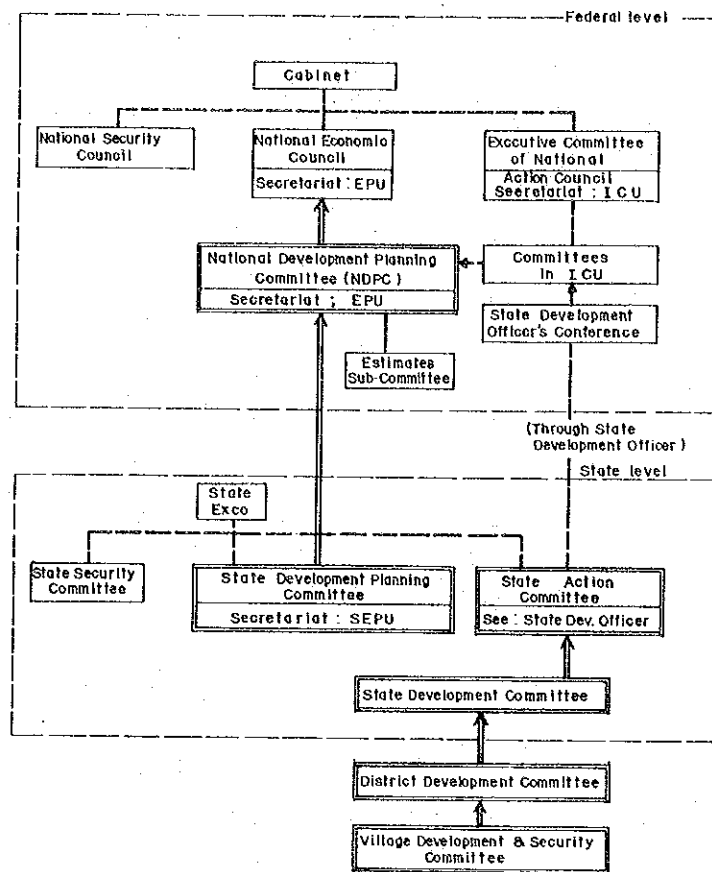 Federal level
Cabinet
National Security
Council
National Economic
Council
Secretariat : EPU
Executive Committee
of National
Action Council
Secretariat ; ICU
National Development Planning
Committee (NDPC)
Secretariat ; EPU
Committees
in ICU
State Development
Officer's Conference
Estimates
Sub-Committee
(Through State
Development Officer)
State level
State
Exco
State Security
Committee
State Development Planning
Committee
Secretariat : SEPU
State Action
Committee
See : State Dev. Officer
State Development Committee
District Development Committee
Village Development & Security
Committee